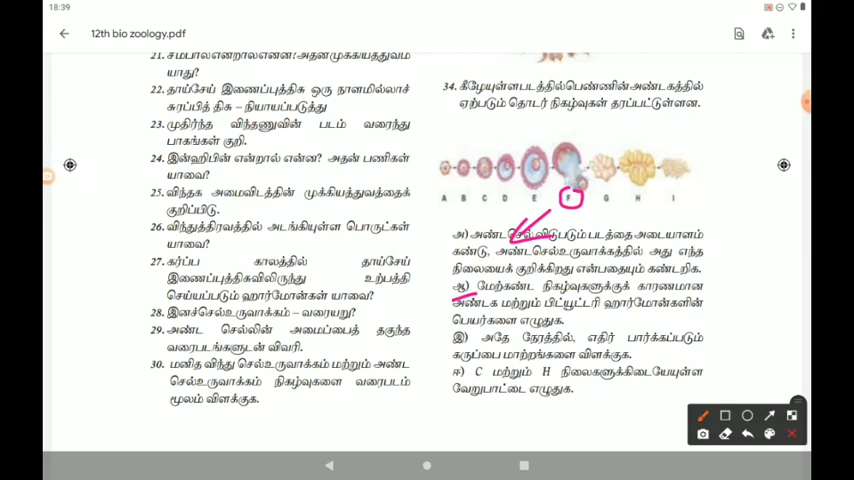 18:39
12th bio zoology.pdf
21. சிம்பால் என்றால் என்ன? அதன் முக்கியத்துவம்
யாது?
22. தாய்சேய் இணைப்புத்திசு ஒரு நாளமில்லாச்
சுரப்பித் திசு – நியாயப்படுத்து
23. முதிர்ந்த விந்தணுவின் படம் வரைந்து
பாகங்கள் குறி.
24. இன்ஹிபின் என்றால் என்ன? அதன் பணிகள்
யாவை?
25. விந்தக அமைவிடத்தின் முக்கியத்துவத்தைக்
குறிப்பிடு.
26. விந்துத்திரவத்தில் அடங்கியுள்ள பொருட்கள்
யாவை?
27. கர்ப்ப காலத்தில் தாய்சேய்
இணைப்புத்திசுவிலிருந்து உற்பத்தி
செய்யப்படும் ஹார்மோன்கள் யாவை?
28. இனச்செல்உருவாக்கம் – வரையறு?
29. அண்ட செல்லின் அமைப்பைத் தகுந்த
வரைபடங்களுடன் விவரி.
30. மனித விந்து செல்உருவாக்கம் மற்றும் அண்ட
செல்உருவாக்கம் நிகழ்வுகளை வரைபடம்
மூலம் விளக்குக.
34. கீழேயுள்ள படத்தில் பெண்ணின் அண்டகத்தில்
ஏற்படும் தொடர் நிகழ்வுகள் தரப்பட்டுள்ளன.
A B C D E F G H I
அ) அண்டசெல் விடுபடும் படத்தை அடையாளம்
கண்டு, அண்டசெல்உருவாக்கத்தில் அது எந்த
நிலையைக் குறிக்கிறது என்பதையும் கண்டறிக.
ஆ) மேற்கண்ட நிகழ்வுகளுக்குக் காரணமான
அண்டக மற்றும் பிட்யூட்டரி ஹார்மோன்களின்
பெயர்களை எழுதுக.
இ) அதே நேரத்தில், எதிர் பார்க்கப்படும்
கருப்பை மாற்றங்களை விளக்குக.
ஈ) C மற்றும் H நிலைகளுக்கிடையேயுள்ள
வேறுபாட்டை எழுதுக.